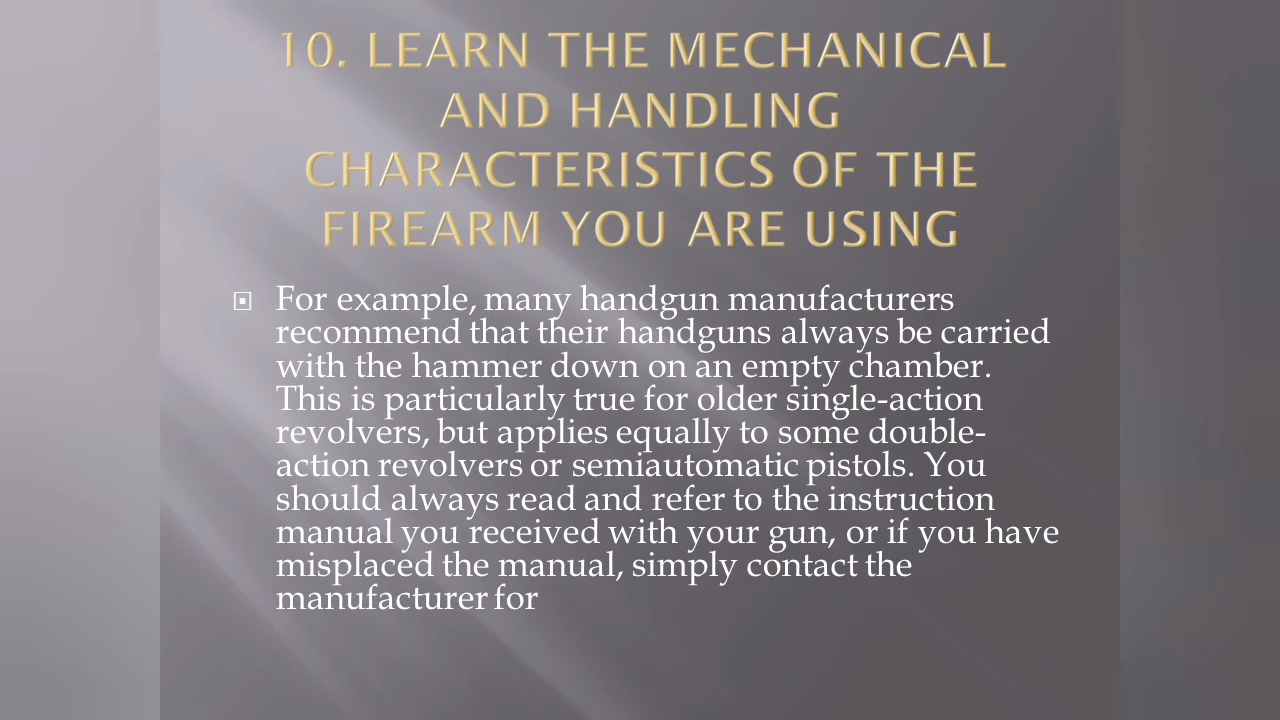 10. LEARN THE MECHANICAL
AND HANDLING
CHARACTERISTICS OF THE
FIREARM YOU ARE USING
For example, many handgun manufacturers
recommend that their handguns always be carried
with the hammer down on an empty chamber.
This is particularly true for older single-action
revolvers, but applies equally to some double-
action revolvers or semiautomatic pistols. You
should always read and refer to the instruction
manual you received with your gun, or if you have
misplaced the manual, simply contact the
manufacturer for